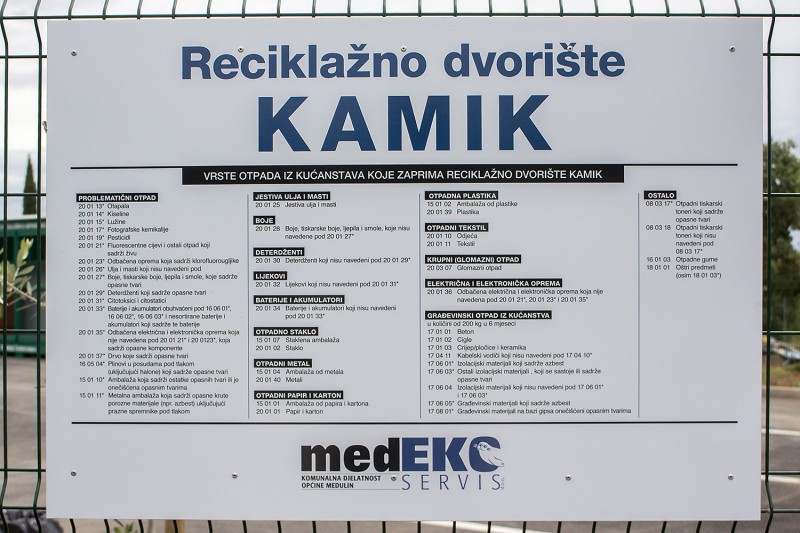 Reciklažno dvorište
KAMIK
VRSTE OTPADA IZ KUĆANSTAVA KOJE ZAPRIMA RECIKLAŽNO DVORIŠTE KAMIK
PROBLEMATIČNI OTPAD
20 01 13* Otapala
20 01 14* Kiseline
20 01 15* Lužine
20 01 17* Fotografske kemikalije
20 01 19* Pesticidi
20 01 21* Fluorescentne cijevi i ostali otpad koji
sadrži živu
20 01 23* Odbačena oprema koja sadrži klorofluorougljike
20 01 26* Ulja i masti koji nisu navedeni pod
20 01 27* Boje, tiskarske boje, ljepila i smole, koje sadrže
opasne tvari
20 01 29* Deterdženti koji sadrže opasne tvari
20 01 31* Citotoksici i citostatici
20 01 33* Baterije i akumulatori obuhvaćeni pod 16 06 01*,
16 06 02*, 16 06 03* i nesortirane baterije i
akumulatori koji sadrže te baterije
20 01 35* Odbačena električna i elektronička oprema koja
nije navedena pod 20 01 21* i 20 0123*, koja
sadrži opasne komponente
20 01 37* Drvo koje sadrže opasne tvari
16 05 04* Plinovi u posudama pod tlakom
(uključujući halone) koji sadrže opasne tvari
15 01 10* Ambalaža koja sadrži ostatke opasnih tvari ili je
onečišćena opasnim tvarima
15 01 11* Metalna ambalaža koja sadrži opasne krute
porozne materijale (npr. azbest) uključujući
prazne spremnike pod tlakom
JESTIVA ULJA I MASTI
20 01 25 Jestiva ulja i masti
BOJE
20 01 28 Boje, tiskarske boje, ljepila i smole, koji nisu
navedene pod 20 01 27*
DETERDŽENTI
20 01 30 Deterdženti koji nisu navedeni pod 20 01 29*
LIJEKOVI
20 01 32 Lijekovi koji nisu navedeni pod 20 01 31*
BATERIJE I AKUMULATORI
20 01 34 Baterije i akumulatori koji nisu navedeni
pod 20 01 33*
OTPADNO STAKLO
15 01 07 Staklena ambalaža
20 01 02 Staklo
OTPADNI METAL
15 01 04 Ambalaža od metala
20 01 40 Metali
OTPADNI PAPIR I KARTON
15 01 01 Ambalaža od papira i kartona
20 01 01 Papir i karton
OTPADNA PLASTIKA
15 01 02 Ambalaža od plastike
20 01 39 Plastika
OTPADNI TEKSTIL
20 01 10 Odjeća
20 01 11 Tekstil
KRUPNI (GLOMAZNI) OTPAD
20 03 07 Glomazni otpad
ELEKTRIČNA I ELEKTRONIČKA OPREMA
20 01 36 Odbačena električna i elektronička oprema koja nije
navedena pod 20 01 21*, 20 01 23* i 20 01 35*
GRAĐEVINSKI OTPAD IZ KUĆANSTVA
u količini od 200 kg u 6 mjeseci
17 01 01 Beton
17 01 02 Cigle
17 01 03 Crijep/pločice i keramika
17 04 11 Kabelski vodiči koji nisu navedeni pod 17 04 10*
17 06 01* Izolacijski materijali koji sadrže azbest
17 06 03* Ostali izolacijski materijali, koji se sastoje ili sadrže
opasne tvari
17 06 04 Izolacijski materijali koji nisu navedeni pod 17 06 01*
i 17 06 03*
17 06 05* Građevinski materijali koji sadrže azbest
17 08 01* Građevinski materijali na bazi gipsa onečišćeni opasnim tvarima
OSTALO
08 03 17* Otpadni tiskarski
toneri koji sadrže
opasne tvari
08 03 18 Otpadni tiskarski
toneri koji nisu
navedeni pod
08 03 17*
16 01 03 Otpadne gume
18 01 01 Oštri predmeti
(osim 18 01 03*)
medEKO
KOMUNALNA DJELATNOST
OPĆINE MEDULIN
SERVIS